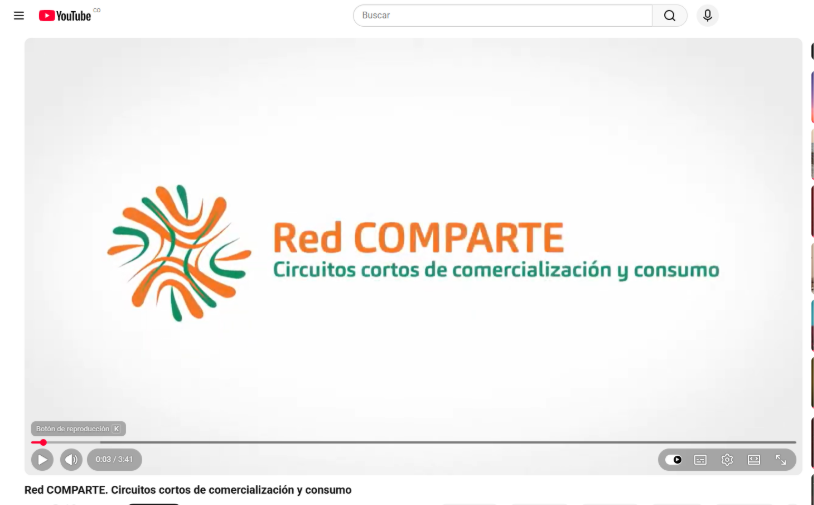 YouTube CO
Buscar
Red COMPARTE
Circuitos cortos de comercialización y consumo
Botón de reproducción K
0:03 / 3:41
Red COMPARTE. Circuitos cortos de comercialización y consumo